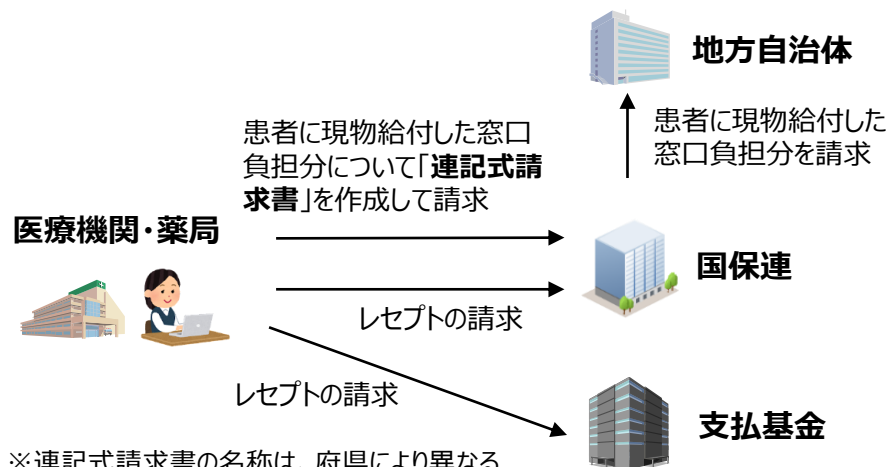 地方自治体
患者に現物給付した
窓口負担分を請求
患者に現物給付した窓口
負担分について「連記式請
求書」を作成して請求
医療機関・薬局
国保連
レセプトの請求
レセプトの請求
支払基金
※連記式請求書の名称は、府県により異なる